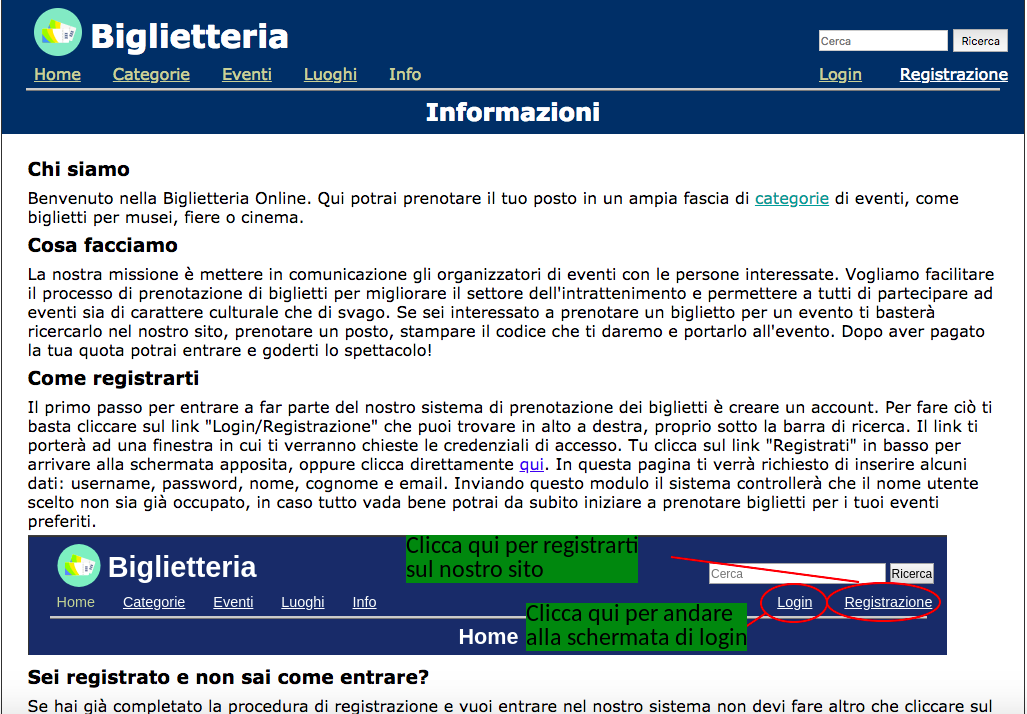 Biglietteria
Cerca Ricerca
Home Categorie Eventi Luoghi Info Login Registrazione
Informazioni
Chi siamo
Benvenuto nella Biglietteria Online. Qui potrai prenotare il tuo posto in un ampia fascia di categorie di eventi, come
biglietti per musei, fiere o cinema.
Cosa facciamo
La nostra missione è mettere in comunicazione gli organizzatori di eventi con le persone interessate. Vogliamo facilitare
il processo di prenotazione di biglietti per migliorare il settore dell'intrattenimento e permettere a tutti di partecipare ad
eventi sia di carattere culturale che di svago. Se sei interessato a prenotare un biglietto per un evento ti basterà
ricercarlo nel nostro sito, prenotare un posto, stampare il codice che ti daremo e portarlo all'evento. Dopo aver pagato
la tua quota potrai entrare e goderti lo spettacolo!
Come registrarti
Il primo passo per entrare a far parte del nostro sistema di prenotazione dei biglietti è creare un account. Per fare ciò ti
basta cliccare sul link "Login/Registrazione" che puoi trovare in alto a destra, proprio sotto la barra di ricerca. Il link ti
porterà ad una finestra in cui ti verranno chieste le credenziali di accesso. Tu clicca sul link "Registrati" in basso per
arrivare alla schermata apposita, oppure clicca direttamente qui. In questa pagina ti verrà richiesto di inserire alcuni
dati: username, password, nome, cognome e email. Inviando questo modulo il sistema controllerà che il nome utente
scelto non sia già occupato, in caso tutto vada bene potrai da subito iniziare a prenotare biglietti per i tuoi eventi
preferiti.
Clicca qui per registrarti
sul nostro sito
Biglietteria
Cerca Ricerca
Home Categorie Eventi Luoghi Info Login Registrazione
Clicca qui per andare
alla schermata di login
Home
Sei registrato e non sai come entrare?
Se hai già completato la procedura di registrazione e vuoi entrare nel nostro sistema non devi fare altro che cliccare sul